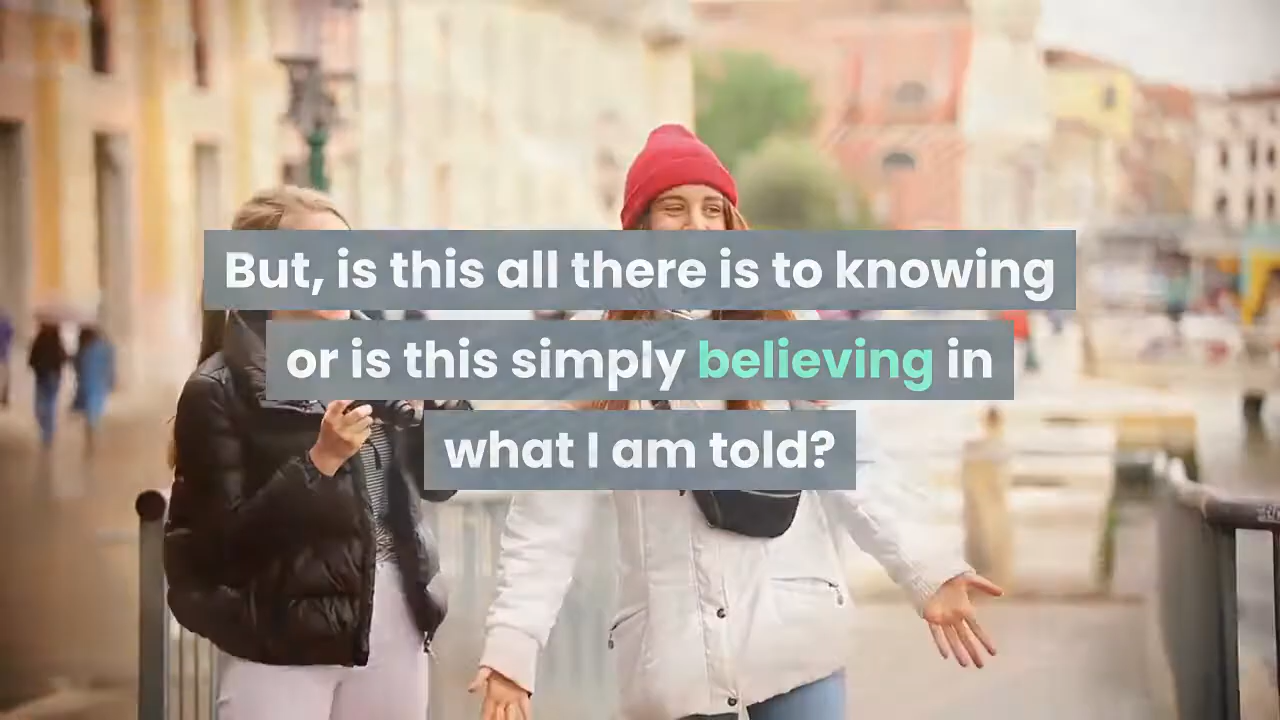 But, is this all there is to knowing
or is this simply believing in
what I am told?